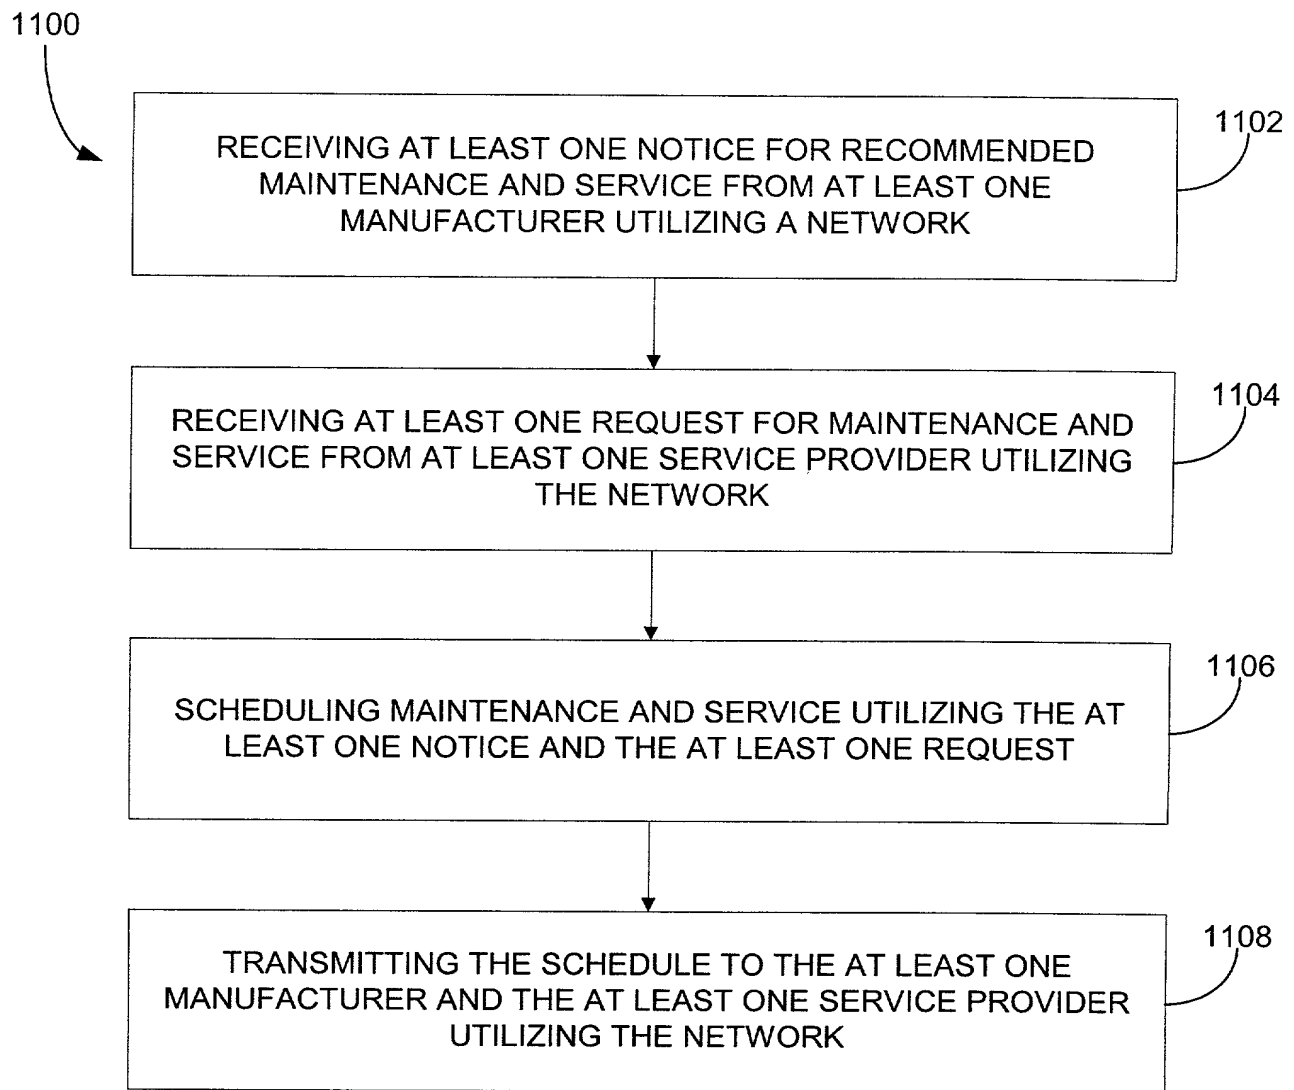 1100
1102
RECEIVING AT LEAST ONE NOTICE FOR RECOMMENDED
MAINTENANCE AND SERVICE FROM AT LEAST ONE
MANUFACTURER UTILIZING A NETWORK
1104
RECEIVING AT LEAST ONE REQUEST FOR MAINTENANCE AND
SERVICE FROM AT LEAST ONE SERVICE PROVIDER UTILIZING
THE NETWORK
1106
SCHEDULING MAINTENANCE AND SERVICE UTILIZING THE AT
LEAST ONE NOTICE AND THE AT LEAST ONE REQUEST
1108
TRANSMITTING THE SCHEDULE TO THE AT LEAST ONE
MANUFACTURER AND THE AT LEAST ONE SERVICE PROVIDER
UTILIZING THE NETWORK